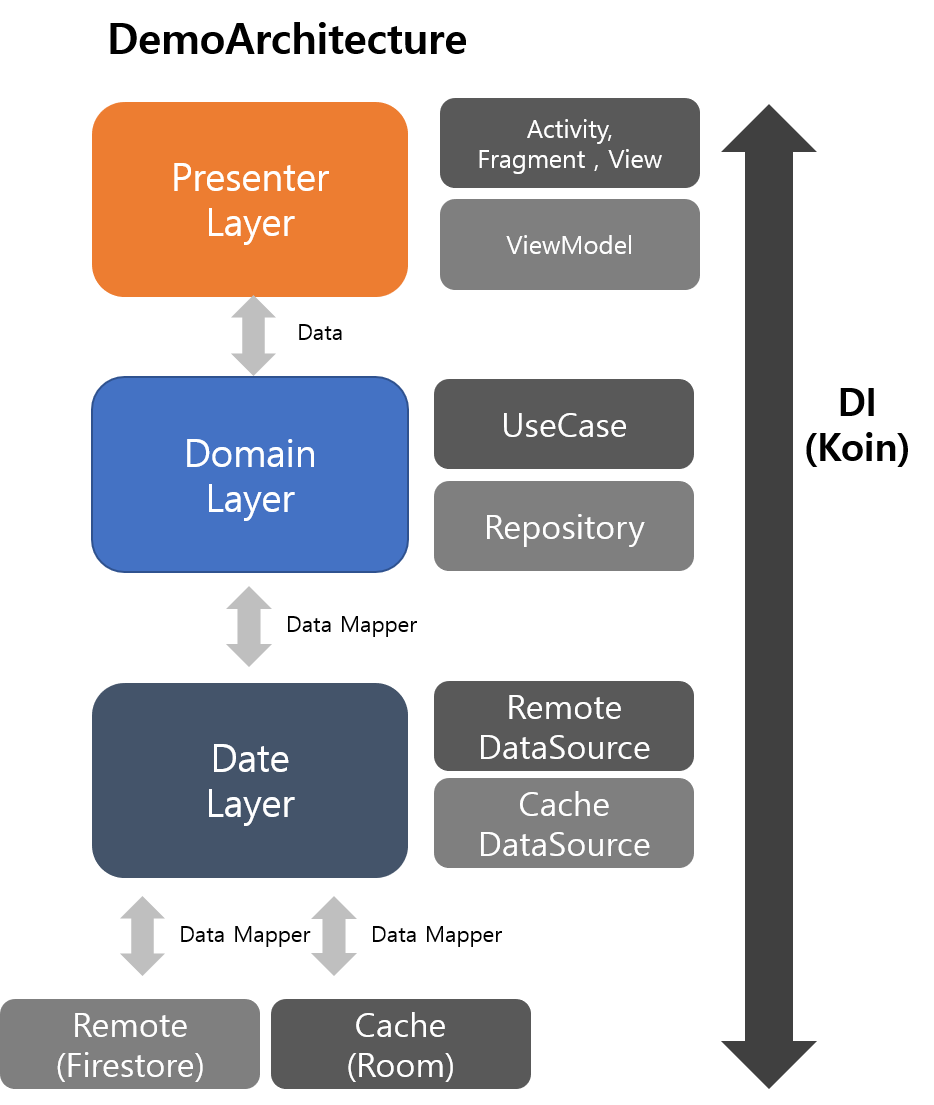 DemoArchitecture
Presenter
Layer
Activity,
Fragment , View
ViewModel
Data
Domain
Layer
UseCase
Repository
DI
(Koin)
Data Mapper
Date
Layer
Remote
DataSource
Cache
DataSource
Data Mapper
Data Mapper
Remote
(Firestore)
Cache
(Room)